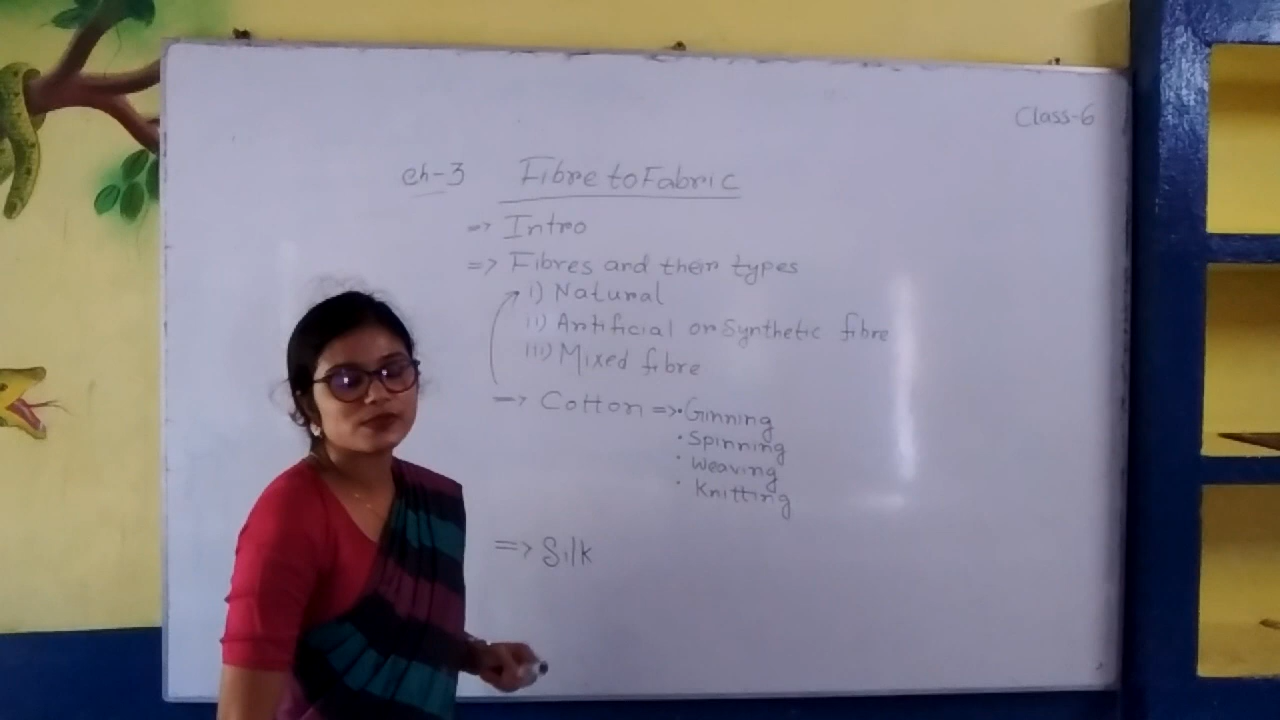 Class-6
Ch-3 Fibre to Fabric
=> Intro
=> Fibres and their types
i) Natural
ii) Artificial or Synthetic fibre
iii) Mixed fibre
=> Cotton =>• Ginning
• Spinning
• Weaving
• Knitting
=> Silk